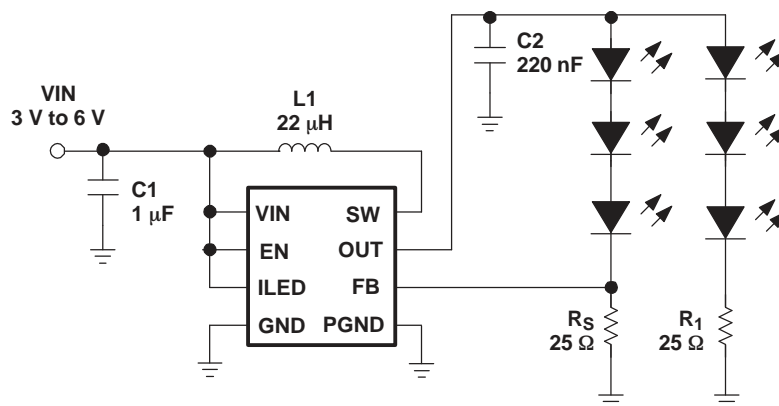 C2
220 nF
VIN
3 V to 6 V
L1
22 μH
C1
1 μF
VIN
SW
EN
OUT
ILED
FB
GND
PGND
RS
25 Ω
R1
25 Ω